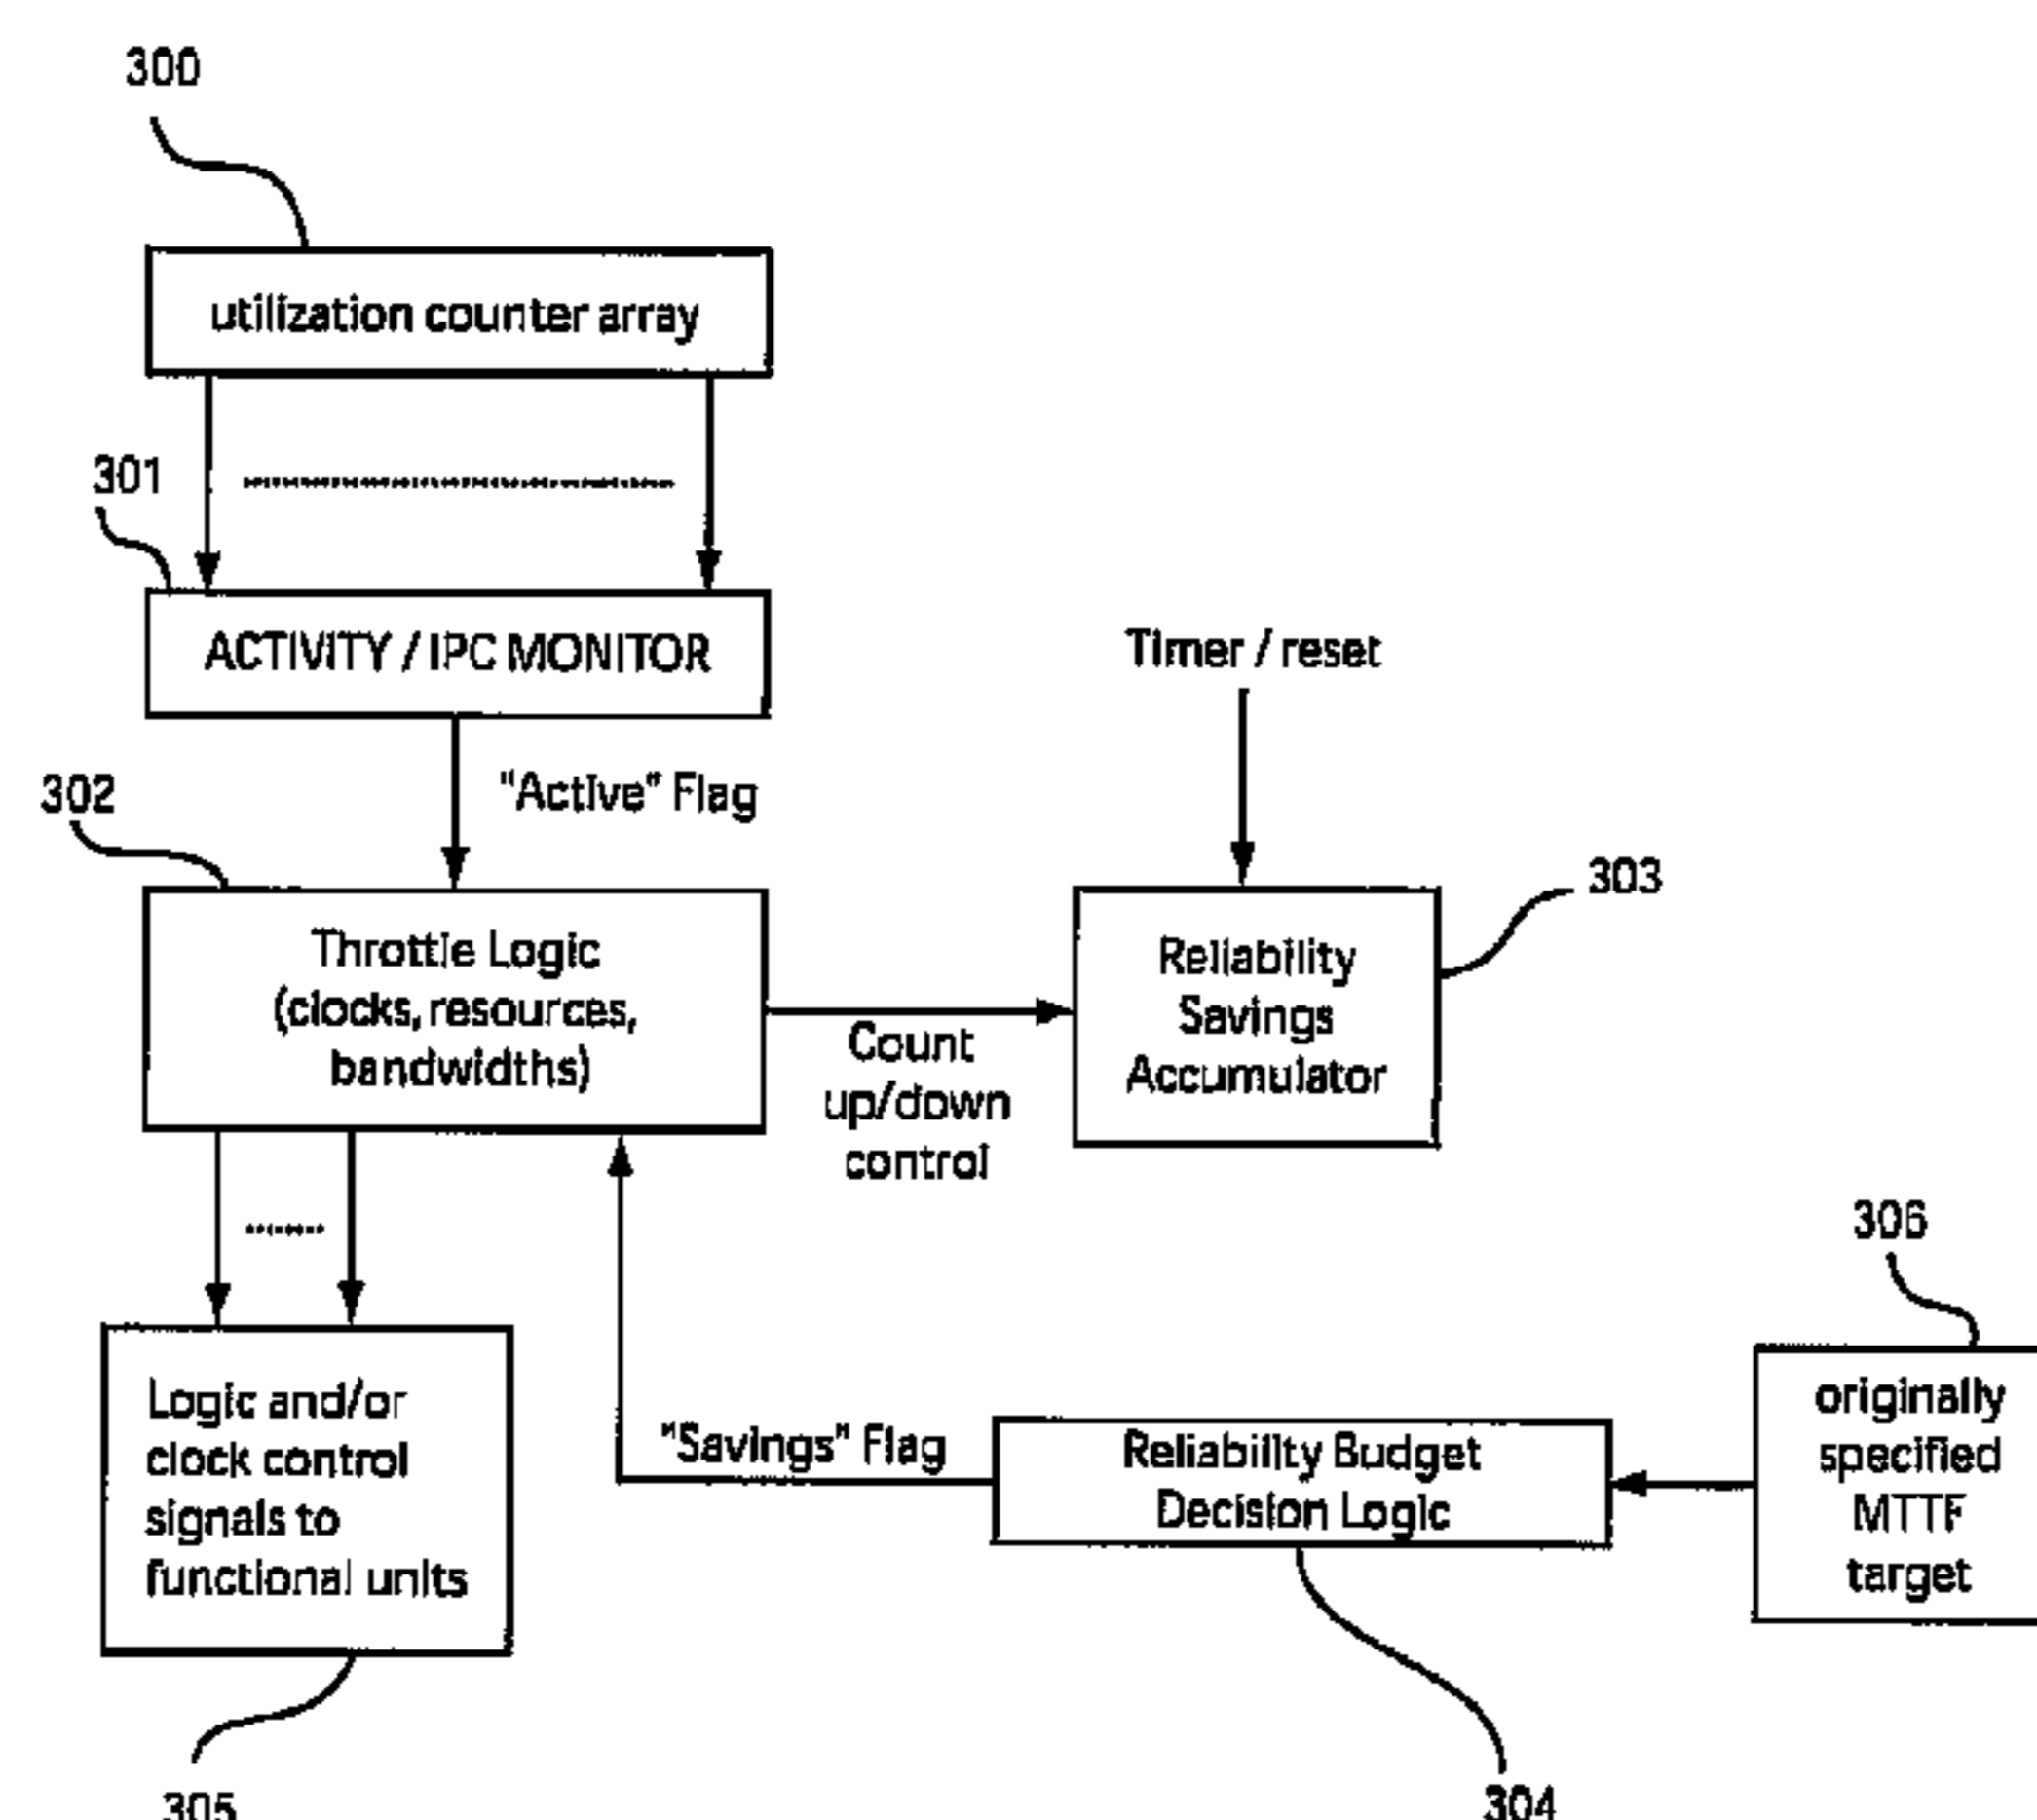 300
utilization counter array
301
ACTIVITY / IPC MONITOR
Timer / reset
"Active" Flag
302
303
Throttle Logic
(clocks, resources,
bandwidths)
Count
up/down
control
Reliability
Savings
Accumulator
306
Logic and/or
clock control
signals to
functional units
"Savings" Flag
Reliability Budget
Decision Logic
originally
specified
MTTF
target
305
304